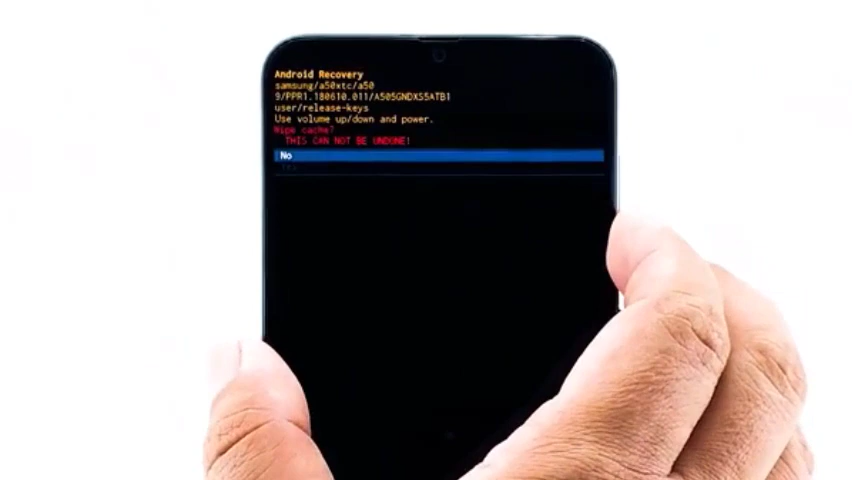 Android Recovery
samsung/a50xtc/a50
9/PPR1.180610.011/A505GNDXS5ATB1
user/release-keys
Use volume up/down and power.
Wipe cache?
THIS CAN NOT BE UNDONE!
No
Yes